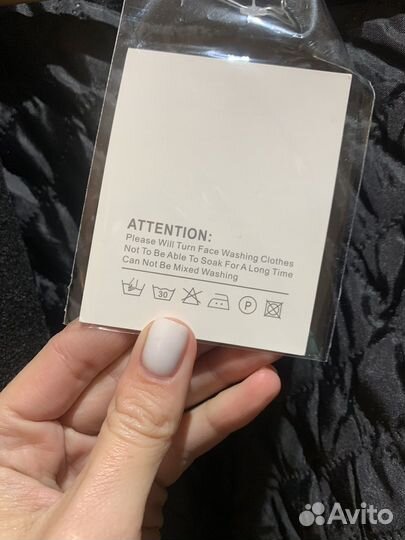 ATTENTION:
Please Will Turn Face Washing Clothes
Not To Be Able To Soak For A Long Time
Can Not Be Mixed Washing
30 P
Avito